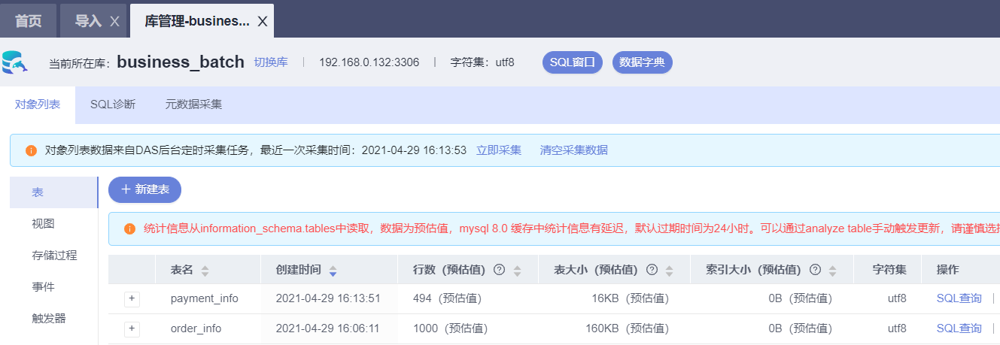 首页 导入 X 库管理-busines... X
当前所在库: business_batch 切换库 | 192.168.0.132:3306 | 字符集: utf8 SQL窗口 数据字典
对象列表 SQL诊断 元数据采集
对象列表数据来自DAS后台定时采集任务，最近一次采集时间：2021-04-29 16:13:53 立即采集 清空采集数据
表 + 新建表
视图
统计信息从information_schema.tables中读取，数据为预估值，mysql 8.0 缓存中统计信息有延迟，默认过期时间为24小时。可以通过analyze table手动触发更新，请谨慎选
存储过程
表名 创建时间 行数（预估值） ? 表大小（预估值） ? 索引大小（预估值） ? 字符集 操作
事件
+ payment_info 2021-04-29 16:13:51 494（预估值） 16KB（预估值） 0B（预估值） utf8 SQL查询 |
触发器
+ order_info 2021-04-29 16:06:11 1000（预估值） 160KB（预估值） 0B（预估值） utf8 SQL查询 |